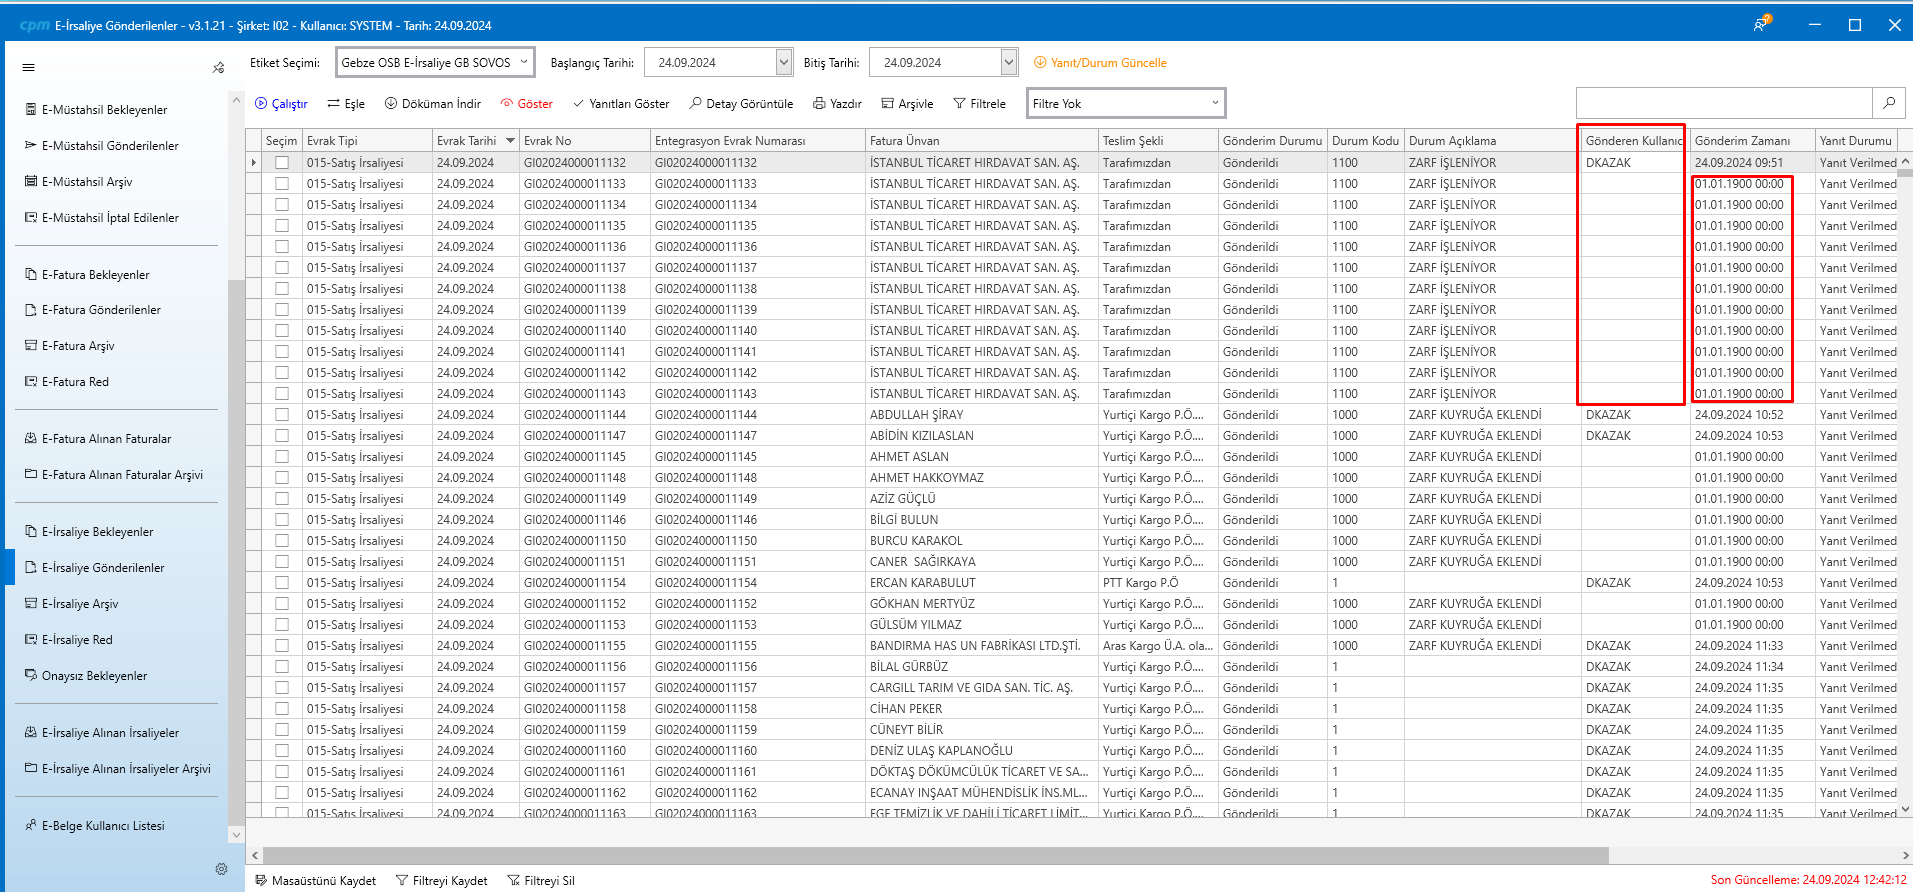 cpm E-İrsaliye Gönderilenler - v3.1.21 - Şirket: I02 - Kullanıcı: SYSTEM - Tarih: 24.09.2024
Etiket Seçimi: Gebze OSB E-İrsaliye GB SOVOS Başlangıç Tarihi: 24.09.2024 Bitiş Tarihi: 24.09.2024 Yanıt/Durum Güncelle
Çalıştır Eşle Döküman İndir Göster Yanıtları Göster Detay Görüntüle Yazdır Arşivle Filtrele Filtre Yok
E-Müstahsil Bekleyenler
E-Müstahsil Gönderilenler
E-Müstahsil Arşiv
E-Müstahsil İptal Edilenler
E-Fatura Bekleyenler
E-Fatura Gönderilenler
E-Fatura Arşiv
E-Fatura Red
E-Fatura Alınan Faturalar
E-Fatura Alınan Faturalar Arşivi
E-İrsaliye Bekleyenler
E-İrsaliye Gönderilenler
E-İrsaliye Arşiv
E-İrsaliye Red
Onaysız Bekleyenler
E-İrsaliye Alınan İrsaliyeler
E-İrsaliye Alınan İrsaliyeler Arşivi
E-Belge Kullanıcı Listesi
Seçim Evrak Tipi Evrak Tarihi Evrak No Entegrasyon Evrak Numarası Fatura Ünvan Teslim Şekli Gönderim Durumu Durum Kodu Durum Açıklama Gönderen Kullanıc Gönderim Zamanı Yanıt Durumu
015-Satış İrsaliyesi 24.09.2024 GI02024000011132 GI02024000011132 İSTANBUL TİCARET HIRDAVAT SAN. AŞ. Tarafımızdan Gönderildi 1100 ZARF İŞLENİYOR DKAZAK 24.09.2024 09:51 Yanıt Verilmed
015-Satış İrsaliyesi 24.09.2024 GI02024000011133 GI02024000011133 İSTANBUL TİCARET HIRDAVAT SAN. AŞ. Tarafımızdan Gönderildi 1100 ZARF İŞLENİYOR 01.01.1900 00:00 Yanıt Verilmed
015-Satış İrsaliyesi 24.09.2024 GI02024000011134 GI02024000011134 İSTANBUL TİCARET HIRDAVAT SAN. AŞ. Tarafımızdan Gönderildi 1100 ZARF İŞLENİYOR 01.01.1900 00:00 Yanıt Verilmed
015-Satış İrsaliyesi 24.09.2024 GI02024000011135 GI02024000011135 İSTANBUL TİCARET HIRDAVAT SAN. AŞ. Tarafımızdan Gönderildi 1100 ZARF İŞLENİYOR 01.01.1900 00:00 Yanıt Verilmed
015-Satış İrsaliyesi 24.09.2024 GI02024000011136 GI02024000011136 İSTANBUL TİCARET HIRDAVAT SAN. AŞ. Tarafımızdan Gönderildi 1100 ZARF İŞLENİYOR 01.01.1900 00:00 Yanıt Verilmed
015-Satış İrsaliyesi 24.09.2024 GI02024000011137 GI02024000011137 İSTANBUL TİCARET HIRDAVAT SAN. AŞ. Tarafımızdan Gönderildi 1100 ZARF İŞLENİYOR 01.01.1900 00:00 Yanıt Verilmed
015-Satış İrsaliyesi 24.09.2024 GI02024000011138 GI02024000011138 İSTANBUL TİCARET HIRDAVAT SAN. AŞ. Tarafımızdan Gönderildi 1100 ZARF İŞLENİYOR 01.01.1900 00:00 Yanıt Verilmed
015-Satış İrsaliyesi 24.09.2024 GI02024000011139 GI02024000011139 İSTANBUL TİCARET HIRDAVAT SAN. AŞ. Tarafımızdan Gönderildi 1100 ZARF İŞLENİYOR 01.01.1900 00:00 Yanıt Verilmed
015-Satış İrsaliyesi 24.09.2024 GI02024000011140 GI02024000011140 İSTANBUL TİCARET HIRDAVAT SAN. AŞ. Tarafımızdan Gönderildi 1100 ZARF İŞLENİYOR 01.01.1900 00:00 Yanıt Verilmed
015-Satış İrsaliyesi 24.09.2024 GI02024000011141 GI02024000011141 İSTANBUL TİCARET HIRDAVAT SAN. AŞ. Tarafımızdan Gönderildi 1100 ZARF İŞLENİYOR 01.01.1900 00:00 Yanıt Verilmed
015-Satış İrsaliyesi 24.09.2024 GI02024000011142 GI02024000011142 İSTANBUL TİCARET HIRDAVAT SAN. AŞ. Tarafımızdan Gönderildi 1100 ZARF İŞLENİYOR 01.01.1900 00:00 Yanıt Verilmed
015-Satış İrsaliyesi 24.09.2024 GI02024000011143 GI02024000011143 İSTANBUL TİCARET HIRDAVAT SAN. AŞ. Tarafımızdan Gönderildi 1100 ZARF İŞLENİYOR 01.01.1900 00:00 Yanıt Verilmed
015-Satış İrsaliyesi 24.09.2024 GI02024000011144 GI02024000011144 ABDULLAH ŞİRAY Yurtiçi Kargo P.Ö.... Gönderildi 1000 ZARF KUYRUĞA EKLENDİ DKAZAK 24.09.2024 10:52 Yanıt Verilmed
015-Satış İrsaliyesi 24.09.2024 GI02024000011147 GI02024000011147 ABİDİN KIZILASLAN Yurtiçi Kargo P.Ö.... Gönderildi 1000 ZARF KUYRUĞA EKLENDİ DKAZAK 24.09.2024 10:53 Yanıt Verilmed
015-Satış İrsaliyesi 24.09.2024 GI02024000011145 GI02024000011145 AHMET ASLAN Yurtiçi Kargo P.Ö.... Gönderildi 1000 ZARF KUYRUĞA EKLENDİ 01.01.1900 00:00 Yanıt Verilmed
015-Satış İrsaliyesi 24.09.2024 GI02024000011148 GI02024000011148 AHMET HAKKOYMAZ Yurtiçi Kargo P.Ö.... Gönderildi 1000 ZARF KUYRUĞA EKLENDİ 01.01.1900 00:00 Yanıt Verilmed
015-Satış İrsaliyesi 24.09.2024 GI02024000011149 GI02024000011149 AZİZ GÜÇLÜ Yurtiçi Kargo P.Ö.... Gönderildi 1000 ZARF KUYRUĞA EKLENDİ 01.01.1900 00:00 Yanıt Verilmed
015-Satış İrsaliyesi 24.09.2024 GI02024000011146 GI02024000011146 BİLGİ BULUN Yurtiçi Kargo P.Ö.... Gönderildi 1000 ZARF KUYRUĞA EKLENDİ 01.01.1900 00:00 Yanıt Verilmed
015-Satış İrsaliyesi 24.09.2024 GI02024000011150 GI02024000011150 BURCU KARAKOL Yurtiçi Kargo P.Ö.... Gönderildi 1000 ZARF KUYRUĞA EKLENDİ 01.01.1900 00:00 Yanıt Verilmed
015-Satış İrsaliyesi 24.09.2024 GI02024000011151 GI02024000011151 CANER SAĞIRKAYA Yurtiçi Kargo P.Ö.... Gönderildi 1000 ZARF KUYRUĞA EKLENDİ 01.01.1900 00:00 Yanıt Verilmed
015-Satış İrsaliyesi 24.09.2024 GI02024000011154 GI02024000011154 ERCAN KARABULUT PTT Kargo P.Ö Gönderildi 1 DKAZAK 24.09.2024 10:53 Yanıt Verilmed
015-Satış İrsaliyesi 24.09.2024 GI02024000011152 GI02024000011152 GÖKHAN MERTYÜZ Yurtiçi Kargo P.Ö.... Gönderildi 1000 ZARF KUYRUĞA EKLENDİ 01.01.1900 00:00 Yanıt Verilmed
015-Satış İrsaliyesi 24.09.2024 GI02024000011153 GI02024000011153 GÜLSÜM YILMAZ Yurtiçi Kargo P.Ö.... Gönderildi 1000 ZARF KUYRUĞA EKLENDİ 01.01.1900 00:00 Yanıt Verilmed
015-Satış İrsaliyesi 24.09.2024 GI02024000011155 GI02024000011155 BANDIRMA HAS UN FABRİKASI LTD.ŞTİ. Aras Kargo Ü.A. ola... Gönderildi 1000 ZARF KUYRUĞA EKLENDİ DKAZAK 24.09.2024 11:33 Yanıt Verilmed
015-Satış İrsaliyesi 24.09.2024 GI02024000011156 GI02024000011156 BİLAL GÜRBÜZ Yurtiçi Kargo P.Ö.... Gönderildi 1 DKAZAK 24.09.2024 11:34 Yanıt Verilmed
015-Satış İrsaliyesi 24.09.2024 GI02024000011157 GI02024000011157 CARGILL TARIM VE GIDA SAN. TİC. AŞ. Yurtiçi Kargo P.Ö.... Gönderildi 1 DKAZAK 24.09.2024 11:35 Yanıt Verilmed
015-Satış İrsaliyesi 24.09.2024 GI02024000011158 GI02024000011158 CİHAN PEKER Yurtiçi Kargo P.Ö.... Gönderildi 1 DKAZAK 24.09.2024 11:35 Yanıt Verilmed
015-Satış İrsaliyesi 24.09.2024 GI02024000011159 GI02024000011159 CÜNEYT BİLİR Yurtiçi Kargo P.Ö.... Gönderildi 1 DKAZAK 24.09.2024 11:35 Yanıt Verilmed
015-Satış İrsaliyesi 24.09.2024 GI02024000011160 GI02024000011160 DENİZ ULAŞ KAPLANOĞLU Yurtiçi Kargo P.Ö.... Gönderildi 1 DKAZAK 24.09.2024 11:35 Yanıt Verilmed
015-Satış İrsaliyesi 24.09.2024 GI02024000011161 GI02024000011161 DÖKTAŞ DÖKÜMCÜLÜK TİCARET VE SA... Yurtiçi Kargo P.Ö.... Gönderildi 1 DKAZAK 24.09.2024 11:35 Yanıt Verilmed
015-Satış İrsaliyesi 24.09.2024 GI02024000011162 GI02024000011162 ECANAY INŞAAT MÜHENDİSLİK İNS.ML... Yurtiçi Kargo P.Ö.... Gönderildi 1 DKAZAK 24.09.2024 11:35 Yanıt Verilmed
015-Satış İrsaliyesi 24.09.2024 GI02024000011163 GI02024000011163 EGE TEMİZLİK VE DAHİLİ TİCARET LİMİT... Yurtiçi Kargo P.Ö.... Gönderildi 1 DKAZAK 24.09.2024 11:35 Yanıt Verilmed
Masaüstünü Kaydet Filtreyi Kaydet Filtreyi Sil Son Güncelleme: 24.09.2024 12:42:12